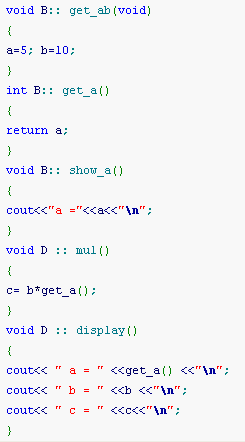 void B:: get_ab(void)
{
a=5; b=10;
}
int B:: get_a()
{
return a;
}
void B:: show_a()
{
cout<<"a ="<<a<<"\n";
}
void D :: mul()
{
c= b*get_a();
}
void D :: display()
{
cout<< " a = " <<get_a() <<"\n";
cout<< " b = " <<b <<"\n";
cout<< " c = " <<c<<"\n";
}